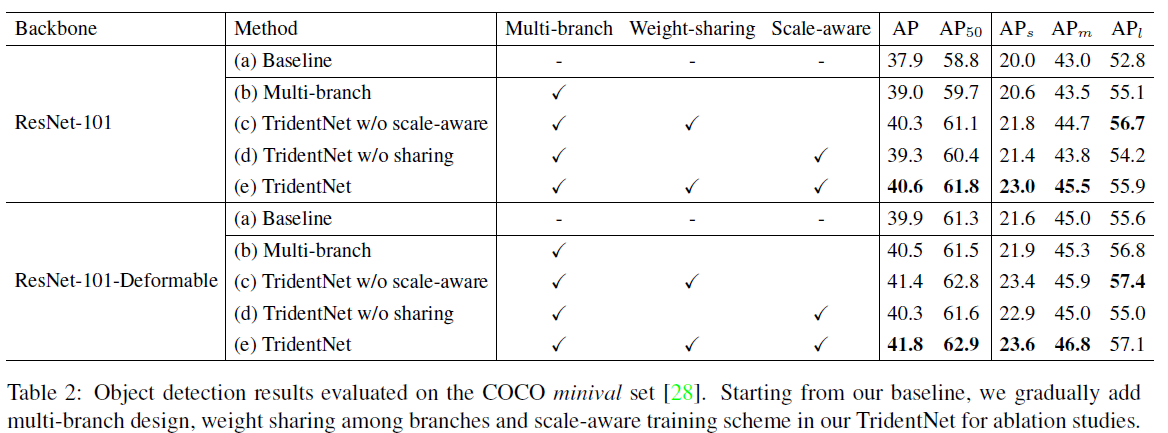 Backbone Method Multi-branch Weight-sharing Scale-aware AP AP50 APs APm APl
(a) Baseline - - - 37.9 58.8 20.0 43.0 52.8
(b) Multi-branch ✓ 39.0 59.7 20.6 43.5 55.1
ResNet-101 (c) TridentNet w/o scale-aware ✓ ✓ 40.3 61.1 21.8 44.7 56.7
(d) TridentNet w/o sharing ✓ ✓ 39.3 60.4 21.4 43.8 54.2
(e) TridentNet ✓ ✓ ✓ 40.6 61.8 23.0 45.5 55.9
(a) Baseline - - - 39.9 61.3 21.6 45.0 55.6
(b) Multi-branch ✓ 40.5 61.5 21.9 45.3 56.8
ResNet-101-Deformable (c) TridentNet w/o scale-aware ✓ ✓ 41.4 62.8 23.4 45.9 57.4
(d) TridentNet w/o sharing ✓ ✓ 40.3 61.6 22.9 45.0 55.0
(e) TridentNet ✓ ✓ ✓ 41.8 62.9 23.6 46.8 57.1
Table 2: Object detection results evaluated on the COCO minival set [28]. Starting from our baseline, we gradually add
multi-branch design, weight sharing among branches and scale-aware training scheme in our TridentNet for ablation studies.